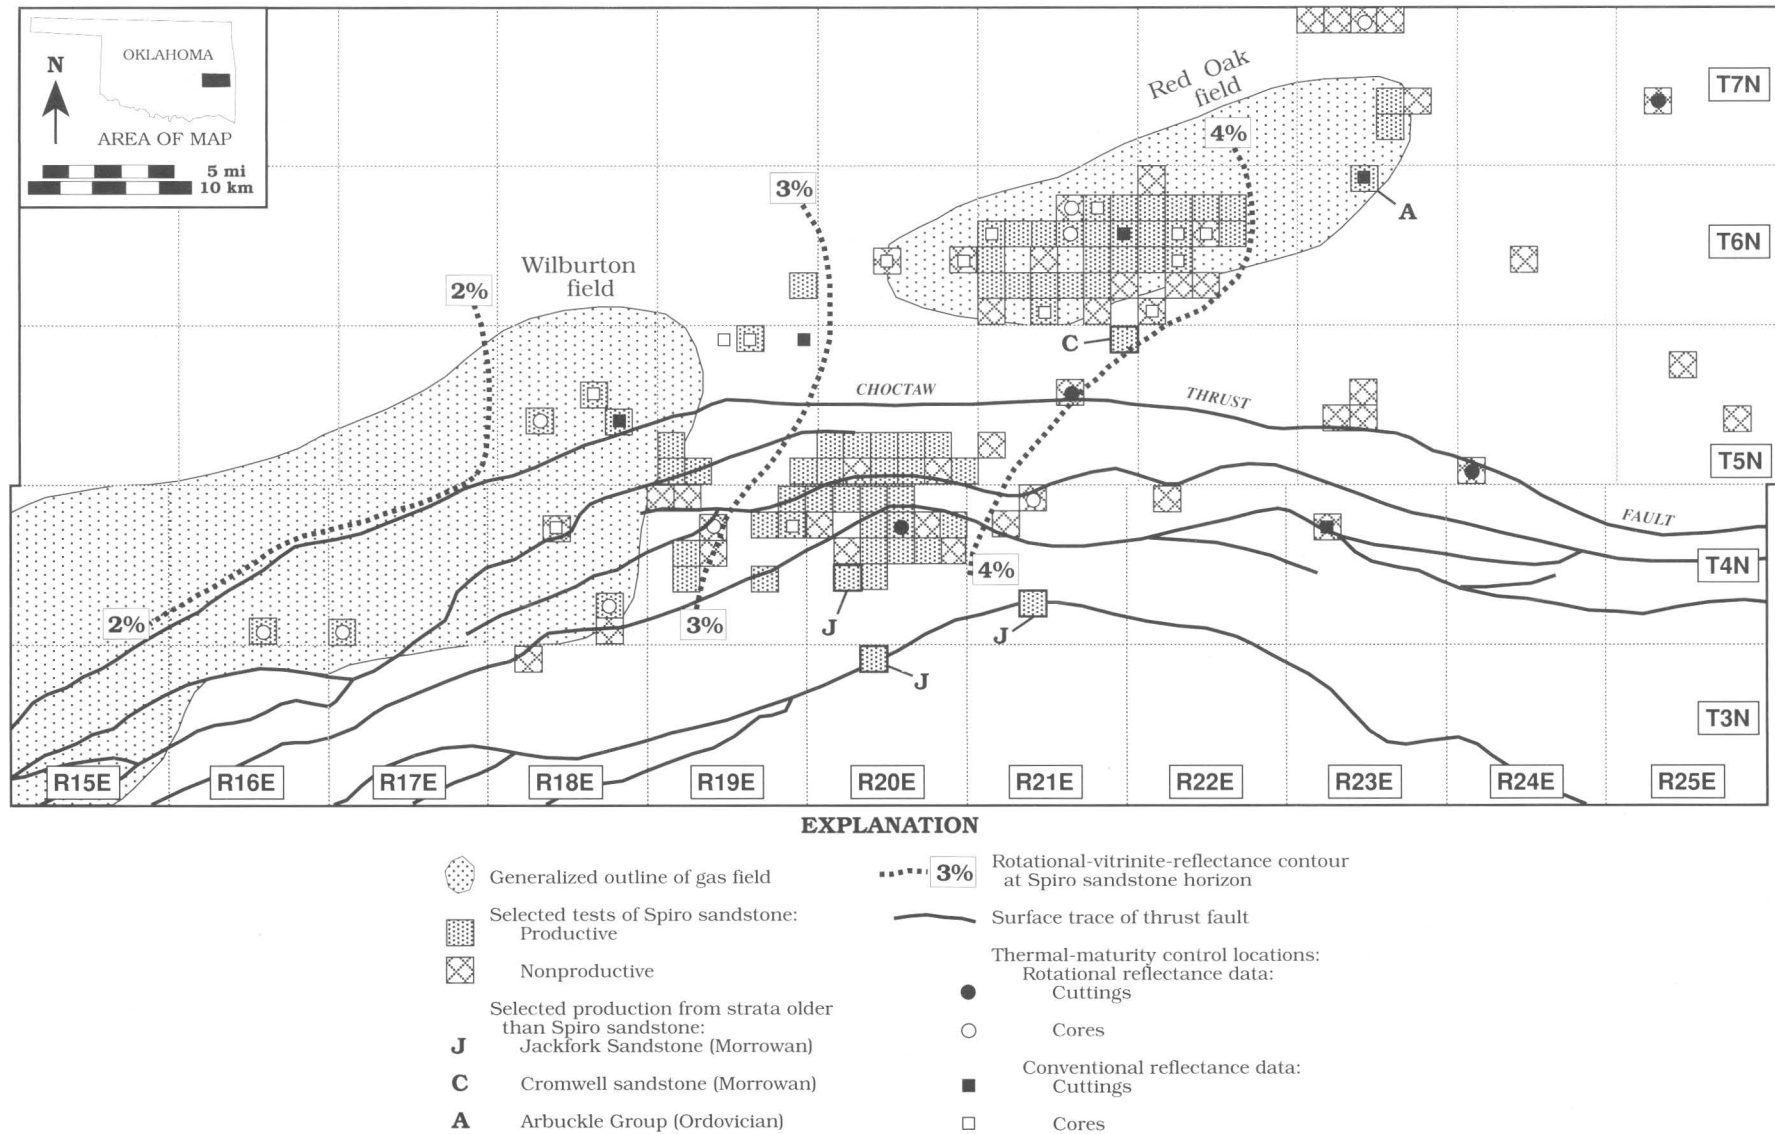 OKLAHOMA
N
AREA OF MAP
5 mi
10 km
Red Oak
field
4%
T7N
3%
A
T6N
Wilburton
field
2%
C
CHOCTAW
THRUST
T5N
FAULT
4%
T4N
2%
3%
J
J
J
T3N
R15E
R16E
R17E
R18E
R19E
R20E
R21E
R22E
R23E
R24E
R25E
EXPLANATION
Generalized outline of gas field
Selected tests of Spiro sandstone:
Productive
Nonproductive
Selected production from strata older
than Spiro sandstone:
J Jackfork Sandstone (Morrowan)
C Cromwell sandstone (Morrowan)
A Arbuckle Group (Ordovician)
3% Rotational-vitrinite-reflectance contour
at Spiro sandstone horizon
Surface trace of thrust fault
Thermal-maturity control locations:
Rotational reflectance data:
Cuttings
Cores
Conventional reflectance data:
Cuttings
Cores